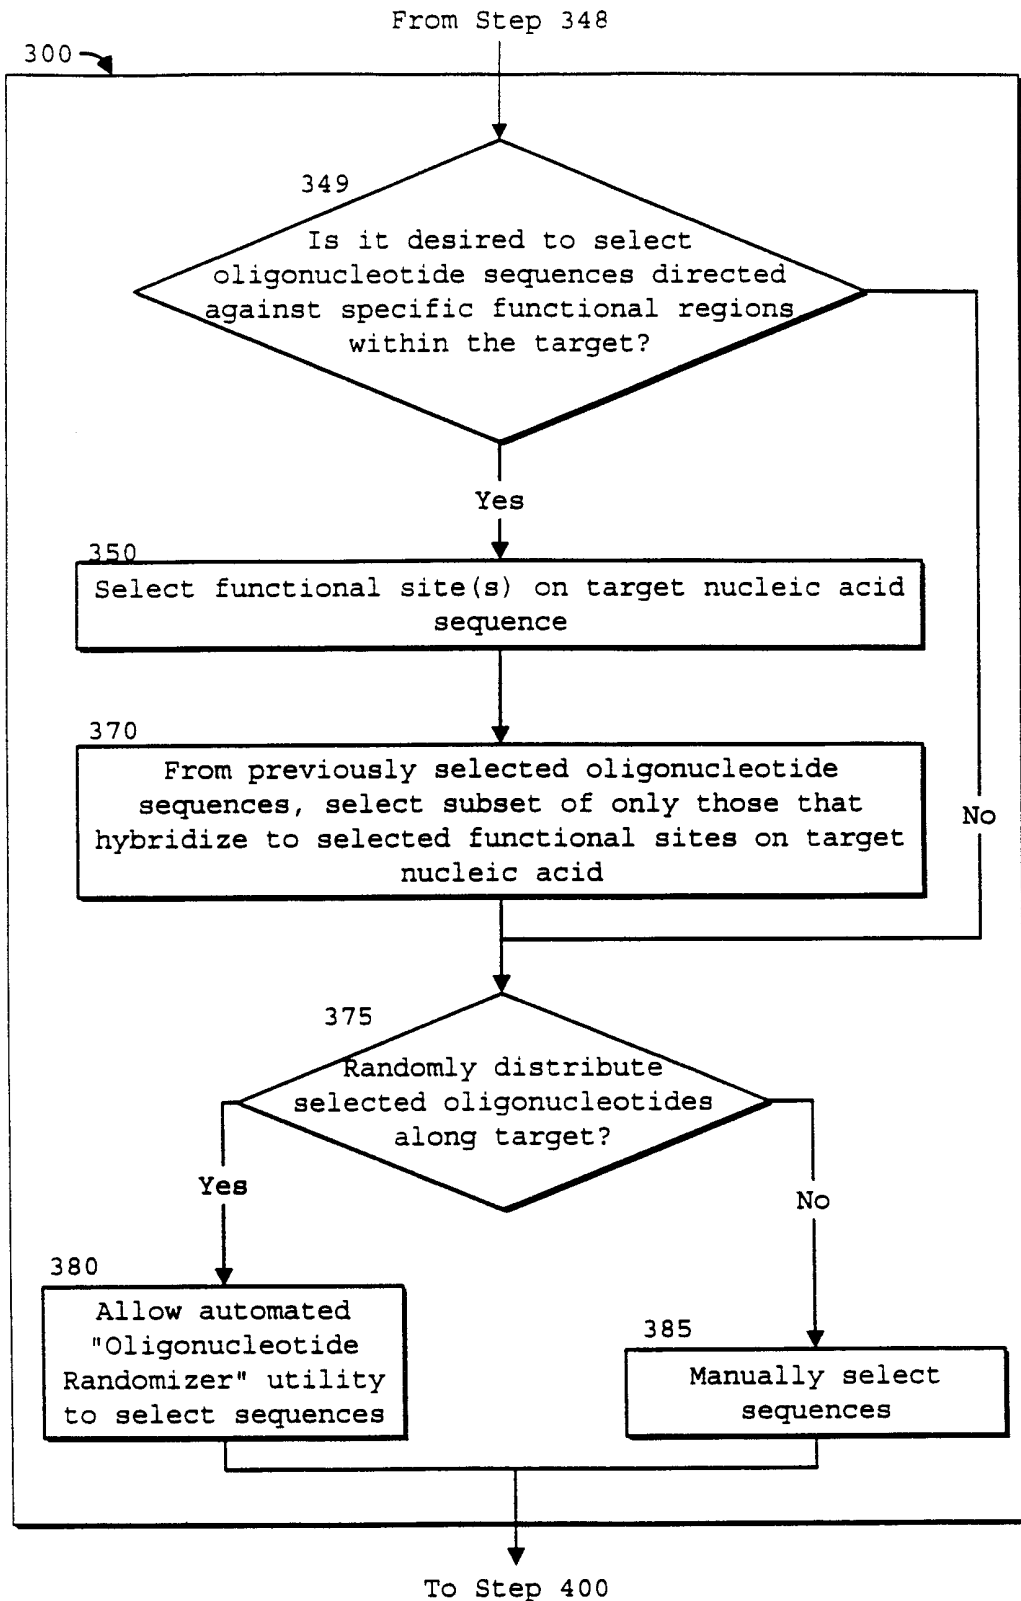 From Step 348
300
349
Is it desired to select
oligonucleotide sequences directed
against specific functional regions
within the target?
Yes
350
Select functional site(s) on target nucleic acid
sequence
370
From previously selected oligonucleotide
sequences, select subset of only those that
hybridize to selected functional sites on target
nucleic acid
No
375
Randomly distribute
selected oligonucleotides
along target?
Yes
No
380
Allow automated
"Oligonucleotide
Randomizer" utility
to select sequences
385
Manually select
sequences
To Step 400